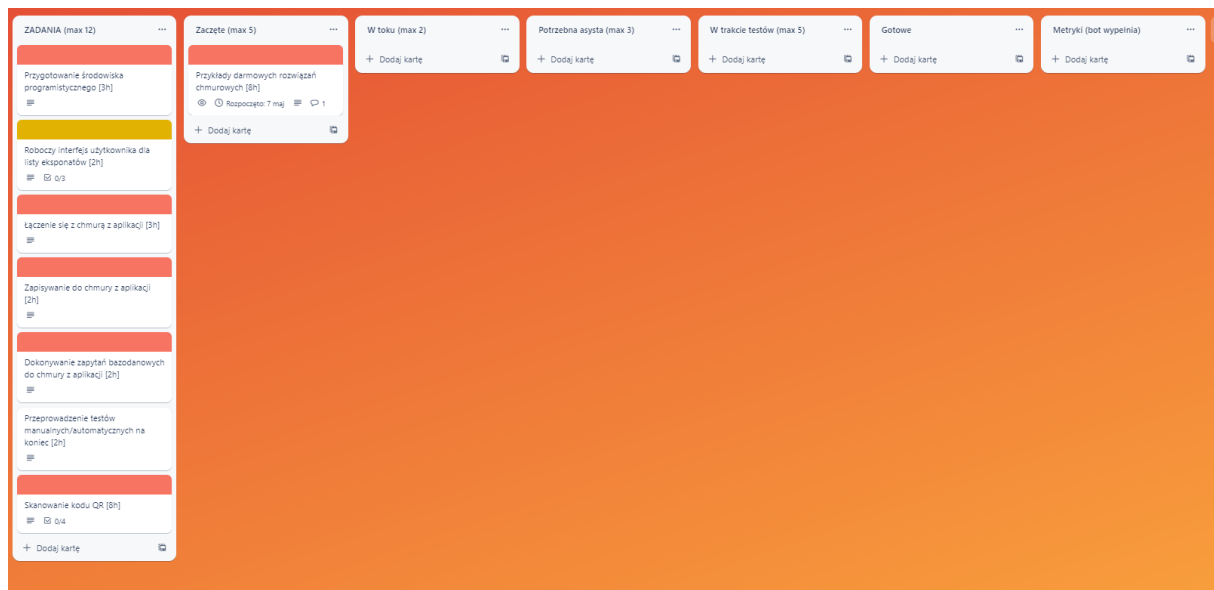 ZADANIA (max 12)
Przygotowanie środowiska
programistycznego [3h]
Roboczy interfejs użytkownika dla
listy eksponatów [2h]
0/3
Łączenie się z chmurą z aplikacji [3h]
Zapisywanie do chmury z aplikacji
[2h]
Dokonywanie zapytań bazodanowych
do chmury z aplikacji [2h]
Przeprowadzenie testów
manualnych/automatycznych na
koniec [2h]
Skanowanie kodu QR [8h]
0/4
Dodaj kartę
Zaczęte (max 5)
Przykłady darmowych rozwiązań
chmurowych [8h]
Rozpoczęto: 7 maj 1
Dodaj kartę
W toku (max 2)
Dodaj kartę
Potrzebna asysta (max 3)
Dodaj kartę
W trakcie testów (max 5)
Dodaj kartę
Gotowe
Dodaj kartę
Metryki (bot wypełnia)
Dodaj kartę